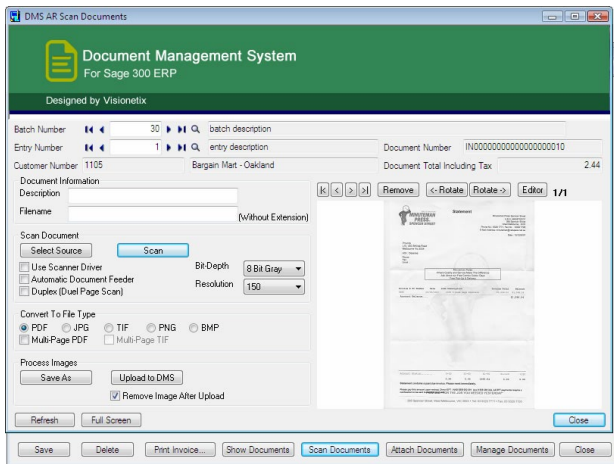 DMS AR Scan Documents
Document Management System
For Sage 300 ERP
Designed by Visionetix
Batch Number 30 batch description
Entry Number 1 entry description Document Number IN0000000000000000010
Customer Number 1105 Bargain Mart - Oakland Document Total Including Tax 2.44
Document Information
Description
Filename (Without Extension)
|< < > >| Remove <- Rotate Rotate -> Editor 1/1
Scan Document
Select Source Scan
Use Scanner Driver
Automatic Document Feeder
Duplex (Duel Page Scan)
Bit-Depth 8 Bit Gray
Resolution 150
Convert To File Type
PDF JPG TIF PNG BMP
Multi-Page PDF Multi-Page TIF
Process Images
Save As Upload to DMS
Remove Image After Upload
MINUTEMAN
PRESS.
Statement
Refresh Full Screen Close
Save Delete Print Invoice... Show Documents Scan Documents Attach Documents Manage Documents Close